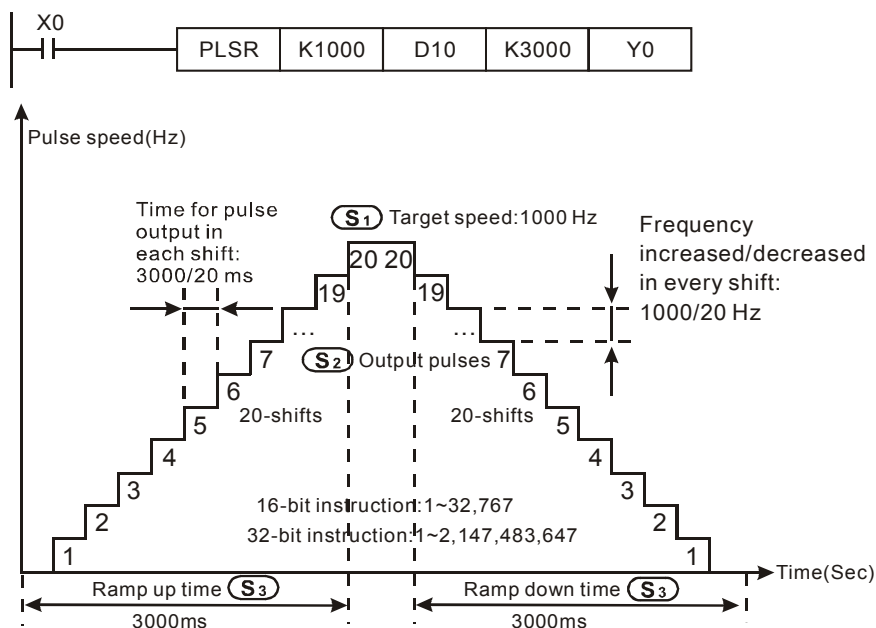 X0
PLSR K1000 D10 K3000 Y0
Pulse speed(Hz)
Time for pulse
output in
each shift:
3000/20 ms
S1 Target speed:1000 Hz
Frequency
increased/decreased
in every shift:
1000/20 Hz
20 20
19 19
... ...
S2 Output pulses
7 7
6 6
20-shifts 20-shifts
5 5
4 4
3 3
16-bit instruction:1~32,767
2 2
32-bit instruction:1~2,147,483,647
1 1
Time(Sec)
Ramp up time S3 Ramp down time S3
3000ms 3000ms